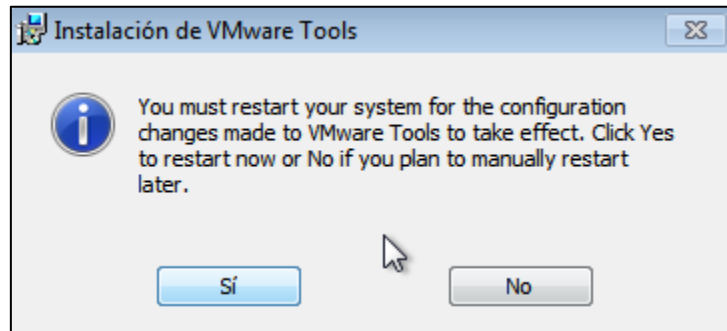 Instalación de VMware Tools
You must restart your system for the configuration
changes made to VMware Tools to take effect. Click Yes
to restart now or No if you plan to manually restart
later.
Sí
No